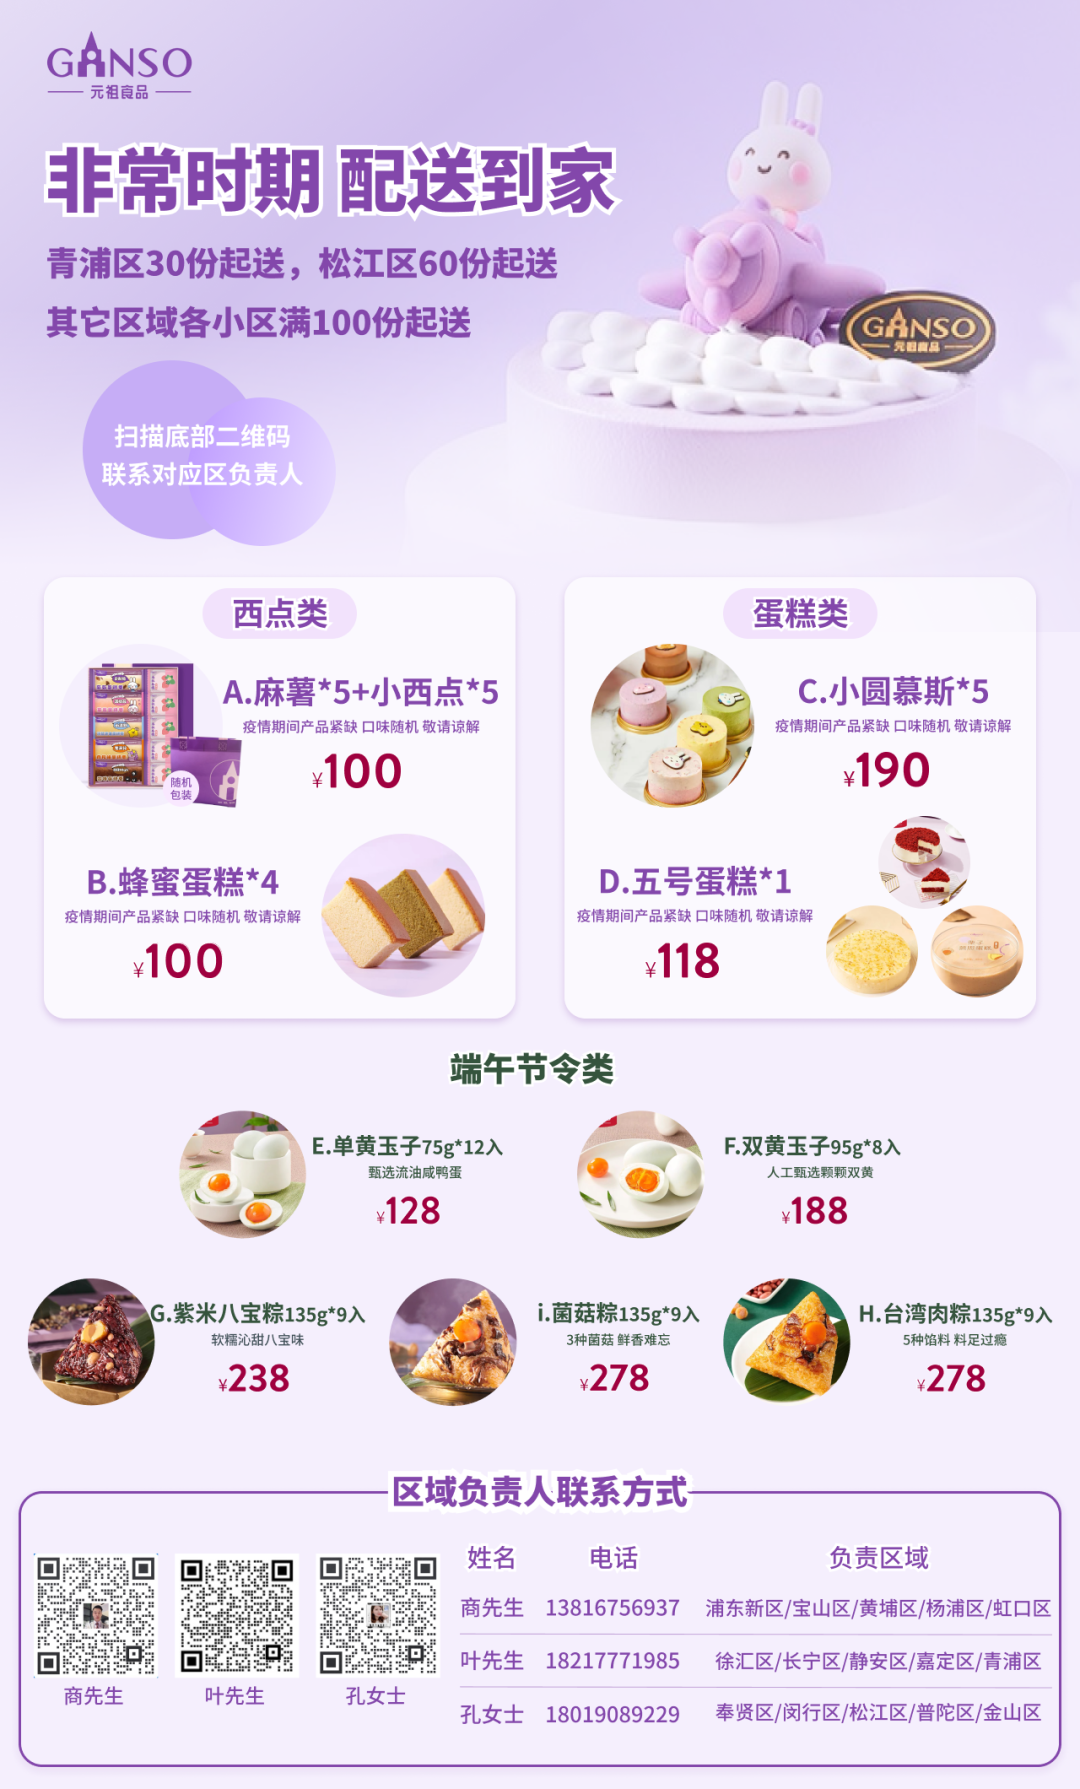 GANSO
元祖食品
非常时期 配送到家
青浦区30份起送，松江区60份起送
其它区域各小区满100份起送
GANSO
元祖食品
扫描底部二维码
联系对应区负责人
西点类
A.麻薯*5+小西点*5
疫情期间产品紧缺 口味随机 敬请谅解
¥100
随机
包装
B.蜂蜜蛋糕*4
疫情期间产品紧缺 口味随机 敬请谅解
¥100
蛋糕类
C.小圆慕斯*5
疫情期间产品紧缺 口味随机 敬请谅解
¥190
D.五号蛋糕*1
疫情期间产品紧缺 口味随机 敬请谅解
¥118
端午节令类
E.单黄玉子75g*12入
甄选流油咸鸭蛋
¥128
F.双黄玉子95g*8入
人工甄选颗颗双黄
¥188
G.紫米八宝粽135g*9入
软糯沁甜八宝味
¥238
i.菌菇粽135g*9入
3种菌菇 鲜香难忘
¥278
H.台湾肉粽135g*9入
5种馅料 料足过瘾
¥278
区域负责人联系方式
商先生
叶先生
孔女士
姓名 电话 负责区域
商先生 13816756937 浦东新区/宝山区/黄埔区/杨浦区/虹口区
叶先生 18217771985 徐汇区/长宁区/静安区/嘉定区/青浦区
孔女士 18019089229 奉贤区/闵行区/松江区/普陀区/金山区